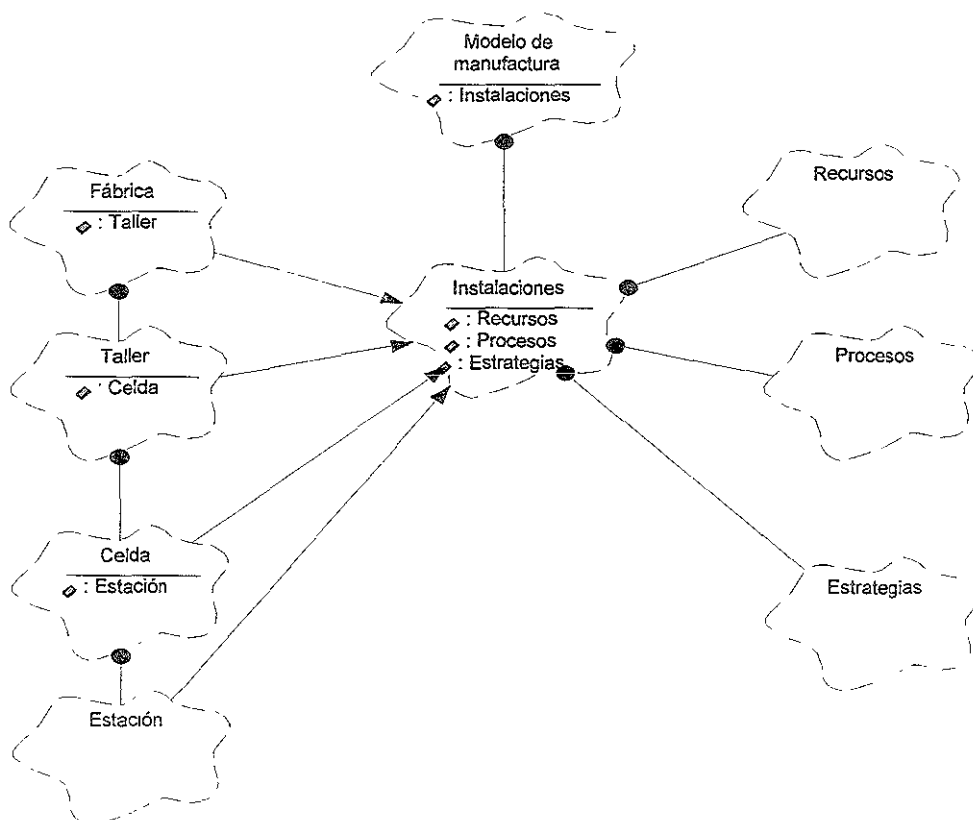 Modelo de
manufactura
: Instalaciones
Fábrica
: Taller
Recursos
Instalaciones
: Recursos
: Procesos
: Estrategias
Taller
: Celda
Procesos
Celda
: Estación
Estrategias
Estación